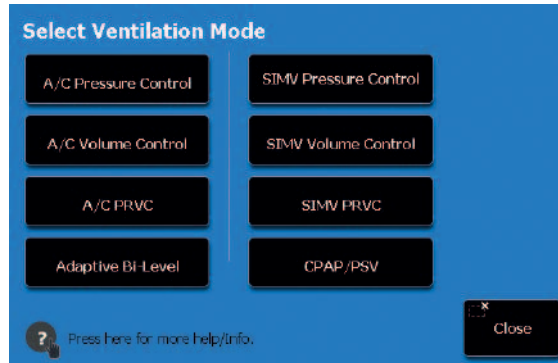 Select Ventilation Mode
A/C Pressure Control
SIMV Pressure Control
A/C Volume Control
SIMV Volume Control
A/C PRVC
SIMV PRVC
Adaptive Bi-Level
CPAP/PSV
? Press here for more help/Info.
Close